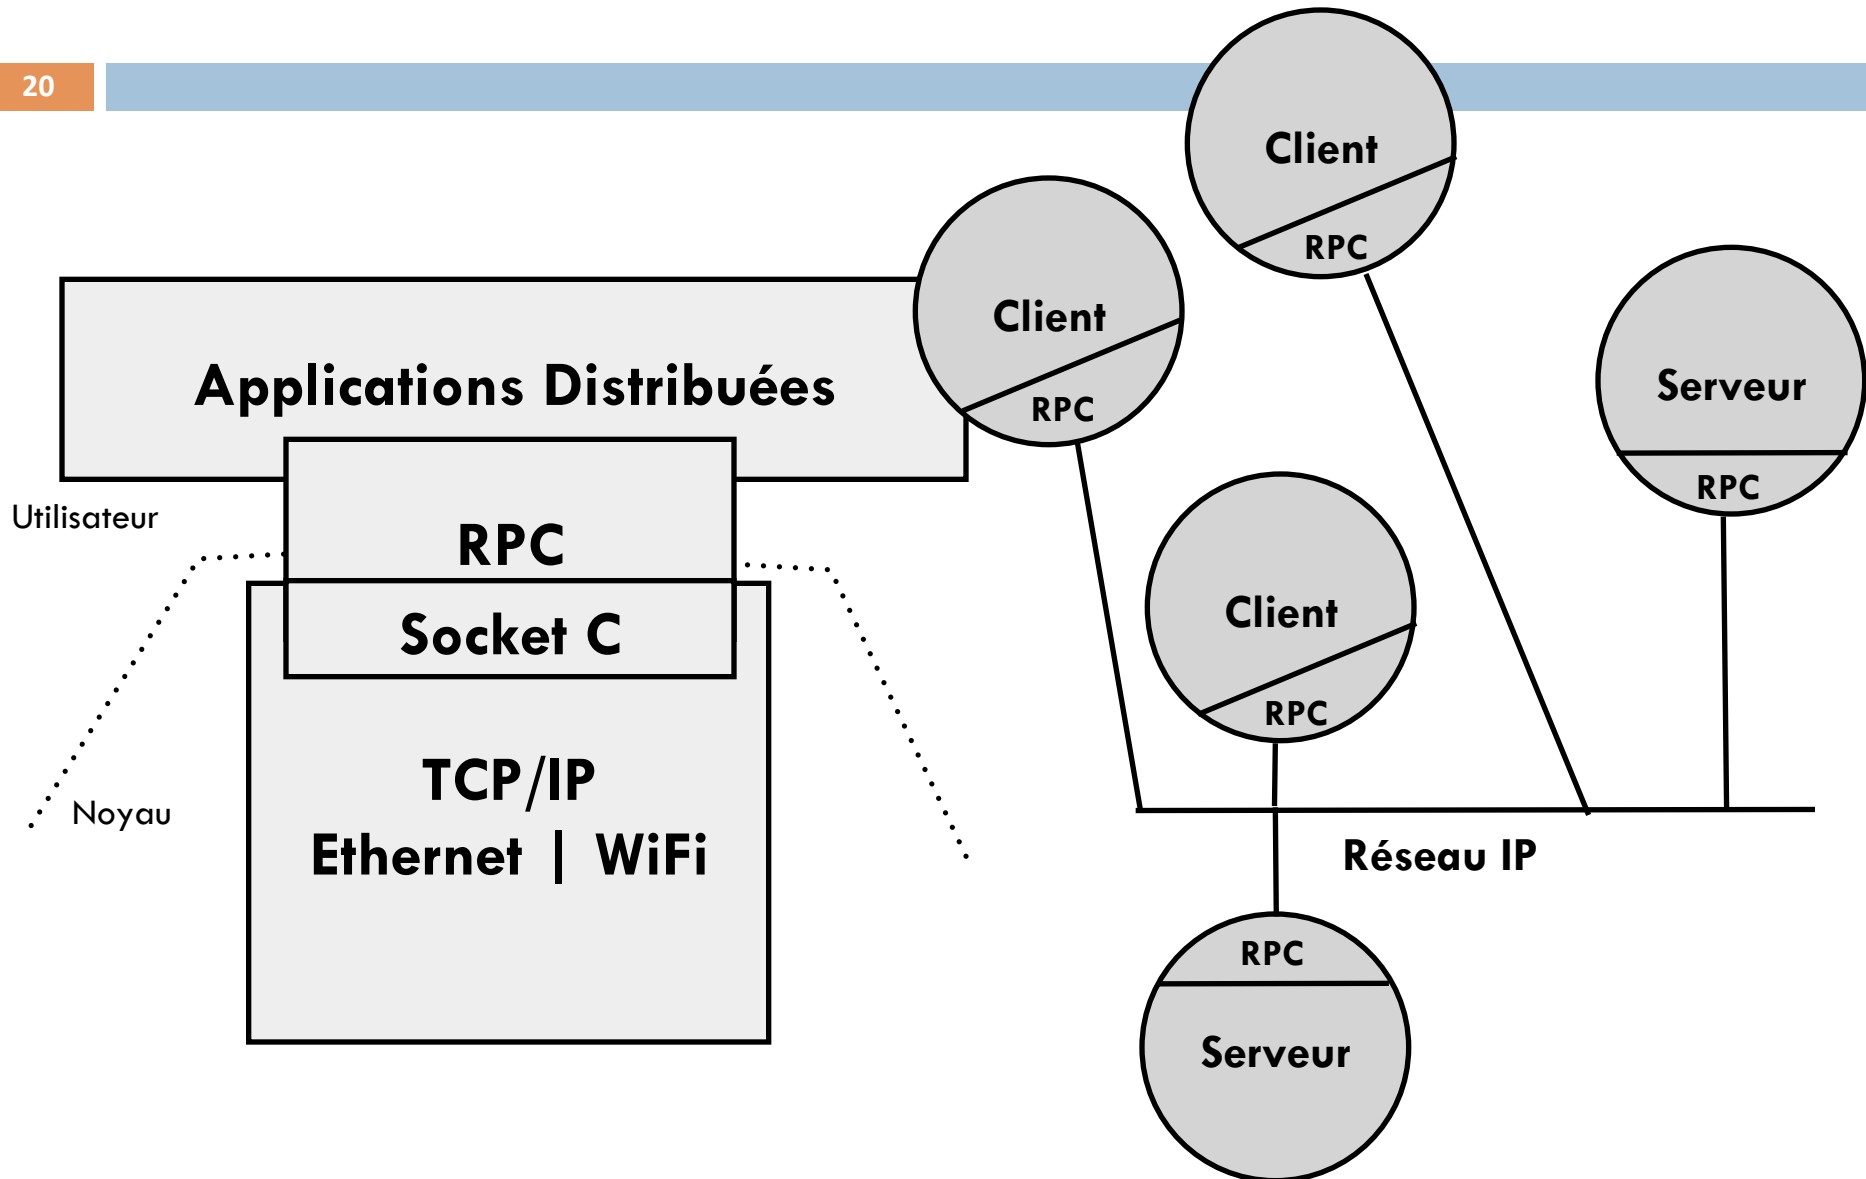 20
Applications Distribuées
Utilisateur
RPC
Socket C
Noyau
TCP/IP
Ethernet | WiFi
Client
RPC
Client
RPC
Serveur
RPC
Client
RPC
Réseau IP
RPC
Serveur